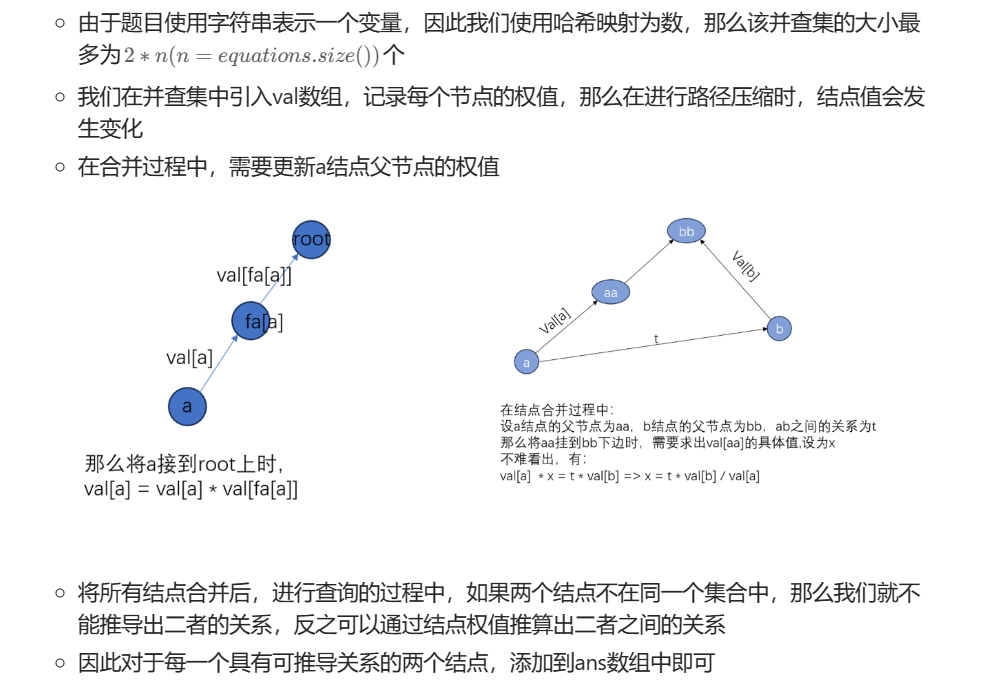 由于题目使用字符串表示一个变量，因此我们使用哈希映射为数，那么该并查集的大小最
多为2 * n(n = equations.size())个
我们在并查集中引入val数组，记录每个节点的权值，那么在进行路径压缩时，结点值会发
生变化
在合并过程中，需要更新a结点父节点的权值
root
val[fa[a]]
fa[a]
val[a]
a
那么将a接到root上时，
val[a] = val[a] * val[fa[a]]
bb
Val[b]
aa
Val[a]
b
t
a
在结点合并过程中：
设a结点的父节点为aa，b结点的父节点为bb，ab之间的关系为t
那么将aa挂到bb下边时，需要求出val[aa]的具体值,设为x
不难看出，有：
val[a] * x = t * val[b] => x = t * val[b] / val[a]
将所有结点合并后，进行查询的过程中，如果两个结点不在同一个集合中，那么我们就不
能推导出二者的关系，反之可以通过结点权值推算出二者之间的关系
因此对于每一个具有可推导关系的两个结点，添加到ans数组中即可